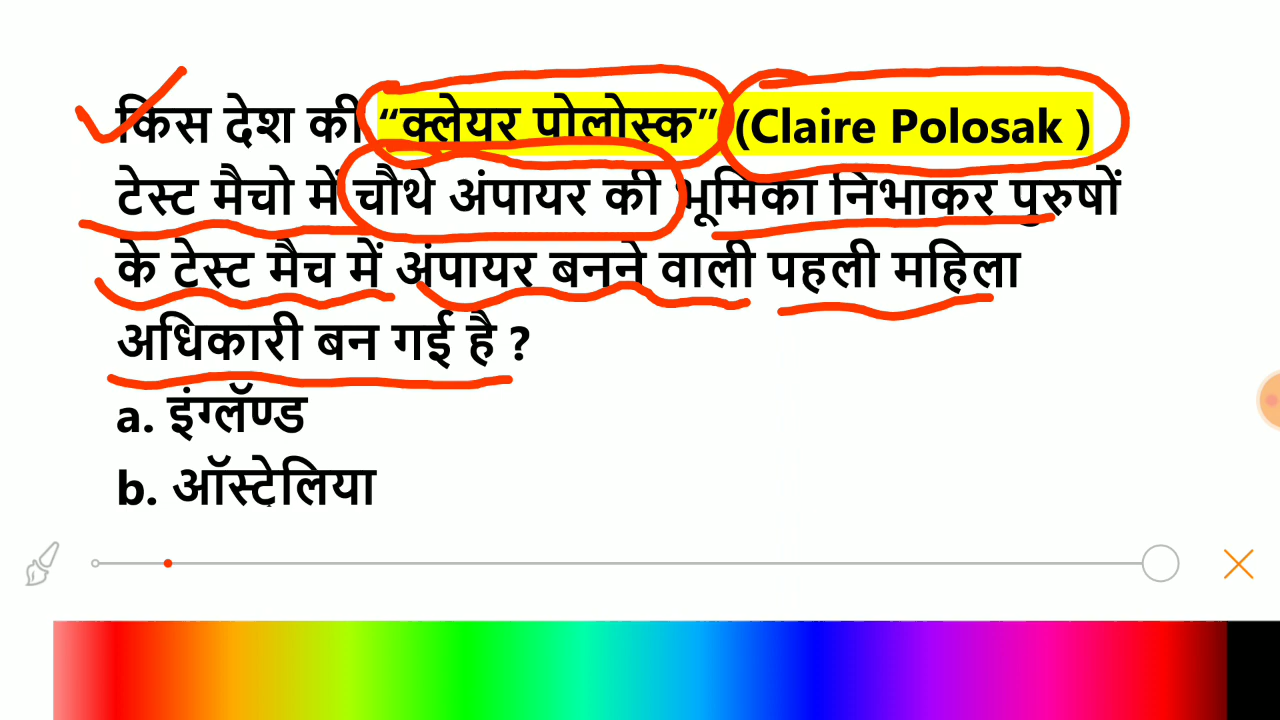 किस देश की “क्लेयर पोलोस्क” (Claire Polosak )
टेस्ट मैचो में चौथे अंपायर की भूमिका निभाकर पुरुषों
के टेस्ट मैच में अंपायर बनने वाली पहली महिला
अधिकारी बन गई है ?
a. इंग्लॅण्ड
b. ऑस्ट्रेलिया